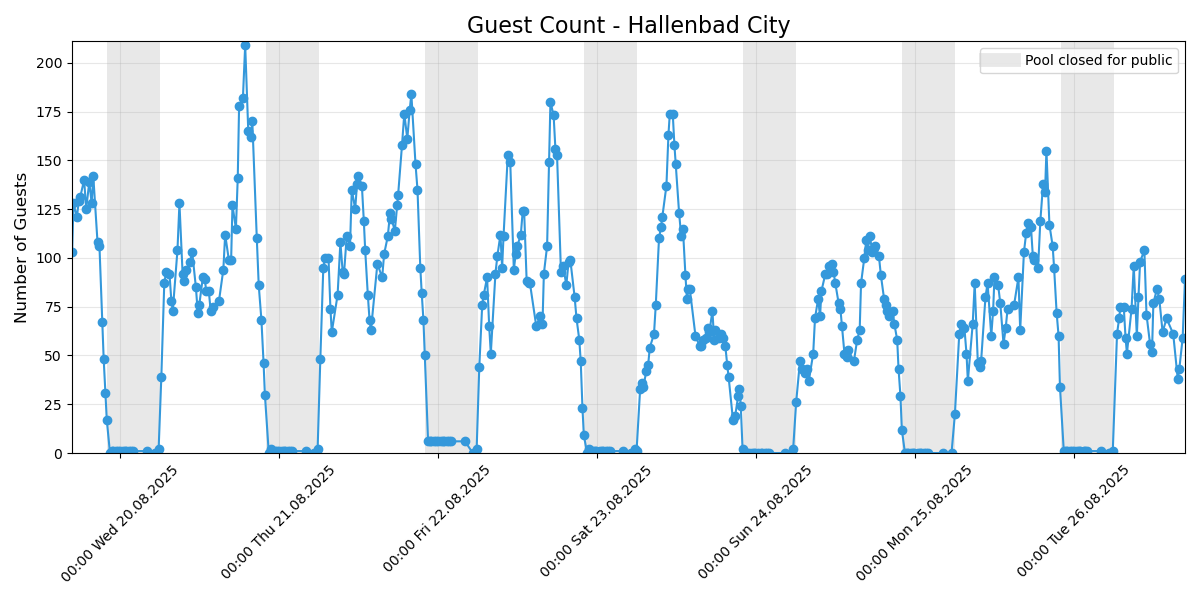 Guest Count - Hallenbad City
Pool closed for public
Number of Guests
200
175
150
125
100
75
50
25
0
00:00 Wed 20.08.2025
00:00 Thu 21.08.2025
00:00 Fri 22.08.2025
00:00 Sat 23.08.2025
00:00 Sun 24.08.2025
00:00 Mon 25.08.2025
00:00 Tue 26.08.2025